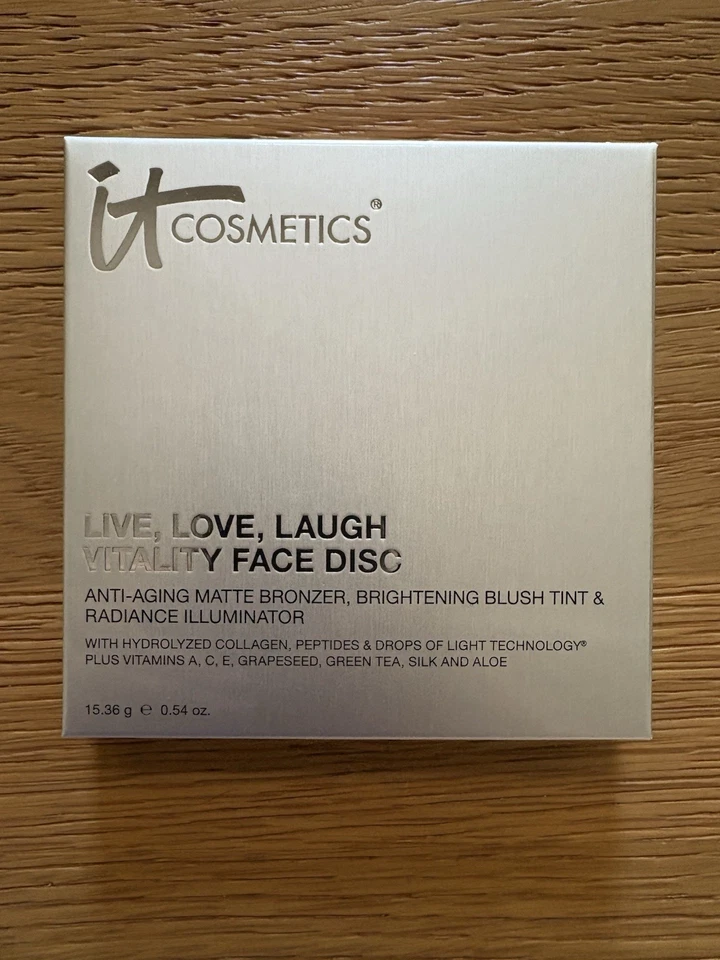 it COSMETICS®
LIVE, LOVE, LAUGH
VITALITY FACE DISC
ANTI-AGING MATTE BRONZER, BRIGHTENING BLUSH TINT &
RADIANCE ILLUMINATOR
WITH HYDROLYZED COLLAGEN, PEPTIDES & DROPS OF LIGHT TECHNOLOGY®
PLUS VITAMINS A, C, E, GRAPESEED, GREEN TEA, SILK AND ALOE
15.36 g ℮ 0.54 oz.